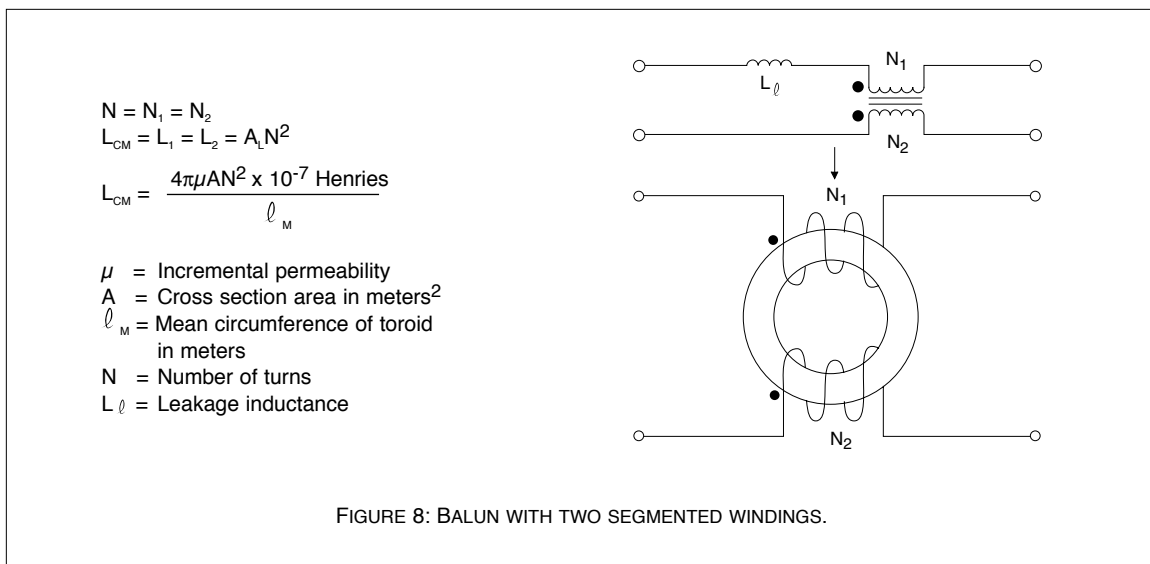 N = N₁ = N₂
L_CM = L₁ = L₂ = A_L N²
L_CM = 4πµAN² x 10⁻⁷ Henries
ℓ_M
µ = Incremental permeability
A = Cross section area in meters²
ℓ_M = Mean circumference of toroid
in meters
N = Number of turns
L_ℓ = Leakage inductance
N₁
L_ℓ
N₂
N₁
N₂
FIGURE 8: BALUN WITH TWO SEGMENTED WINDINGS.